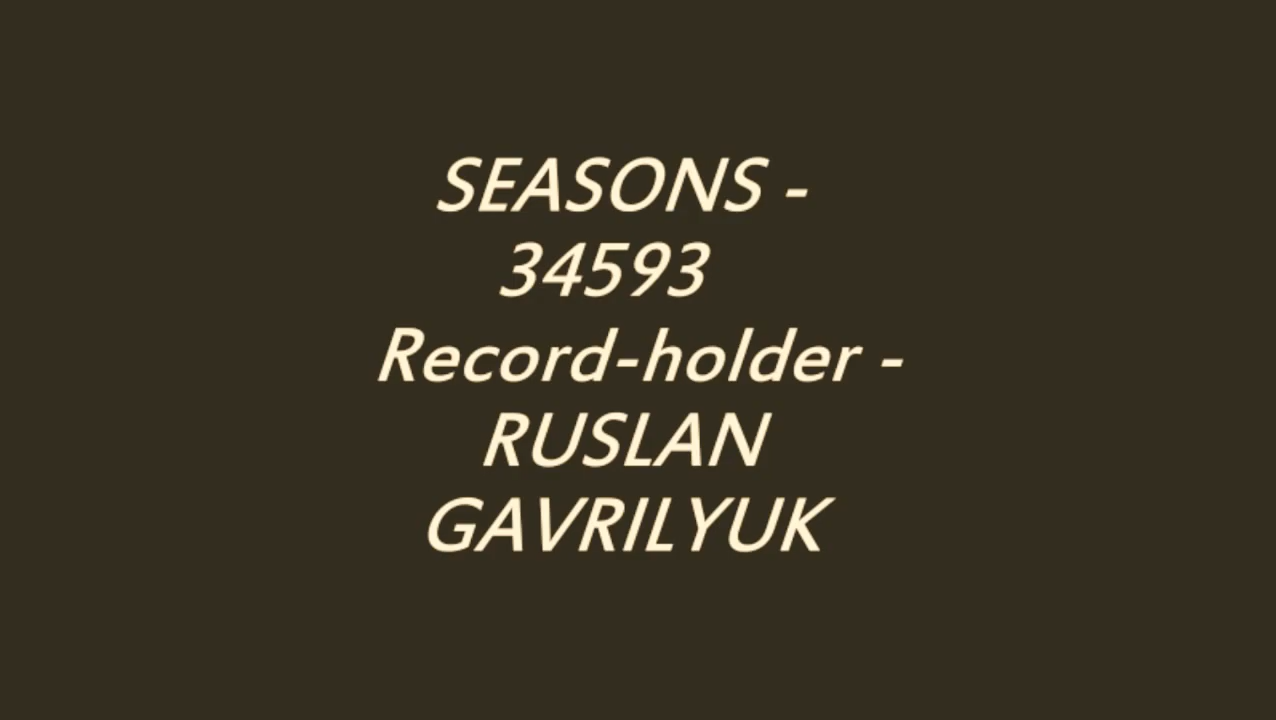 SEASONS -
34593
Record-holder -
RUSLAN
GAVRILYUK